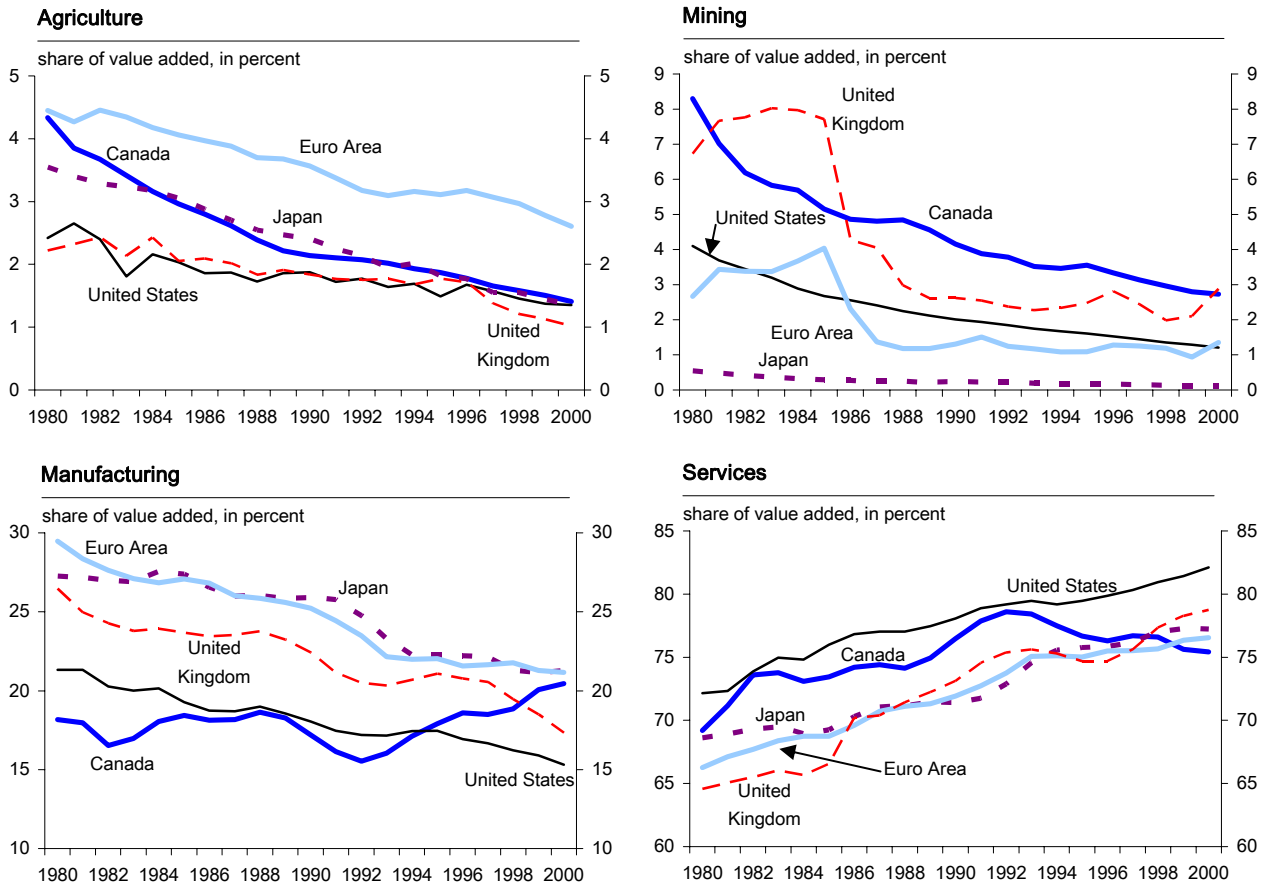 Agriculture
share of value added, in percent
5 5
4 4
3 3
2 2
1 1
0 0
Canada
Euro Area
Japan
United States
United
Kingdom
1980 1982 1984 1986 1988 1990 1992 1994 1996 1998 2000
Mining
share of value added, in percent
9 9
8 8
7 7
6 6
5 5
4 4
3 3
2 2
1 1
0 0
United
Kingdom
United States
Canada
Euro Area
Japan
1980 1982 1984 1986 1988 1990 1992 1994 1996 1998 2000
Manufacturing
share of value added, in percent
30 30
25 25
20 20
15 15
10 10
Euro Area
Japan
United
Kingdom
Canada
United States
1980 1982 1984 1986 1988 1990 1992 1994 1996 1998 2000
Services
share of value added, in percent
85 85
80 80
75 75
70 70
65 65
60 60
United States
Canada
Japan
Euro Area
United
Kingdom
1980 1982 1984 1986 1988 1990 1992 1994 1996 1998 2000